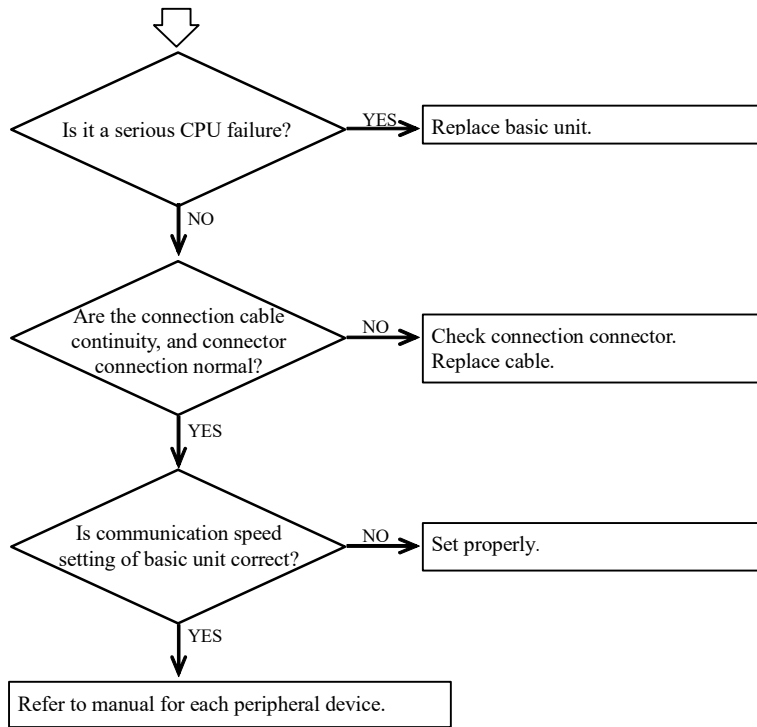 Is it a serious CPU failure?
YES
Replace basic unit.
NO
Are the connection cable
continuity, and connector
connection normal?
NO
Check connection connector.
Replace cable.
YES
Is communication speed
setting of basic unit correct?
NO
Set properly.
YES
Refer to manual for each peripheral device.